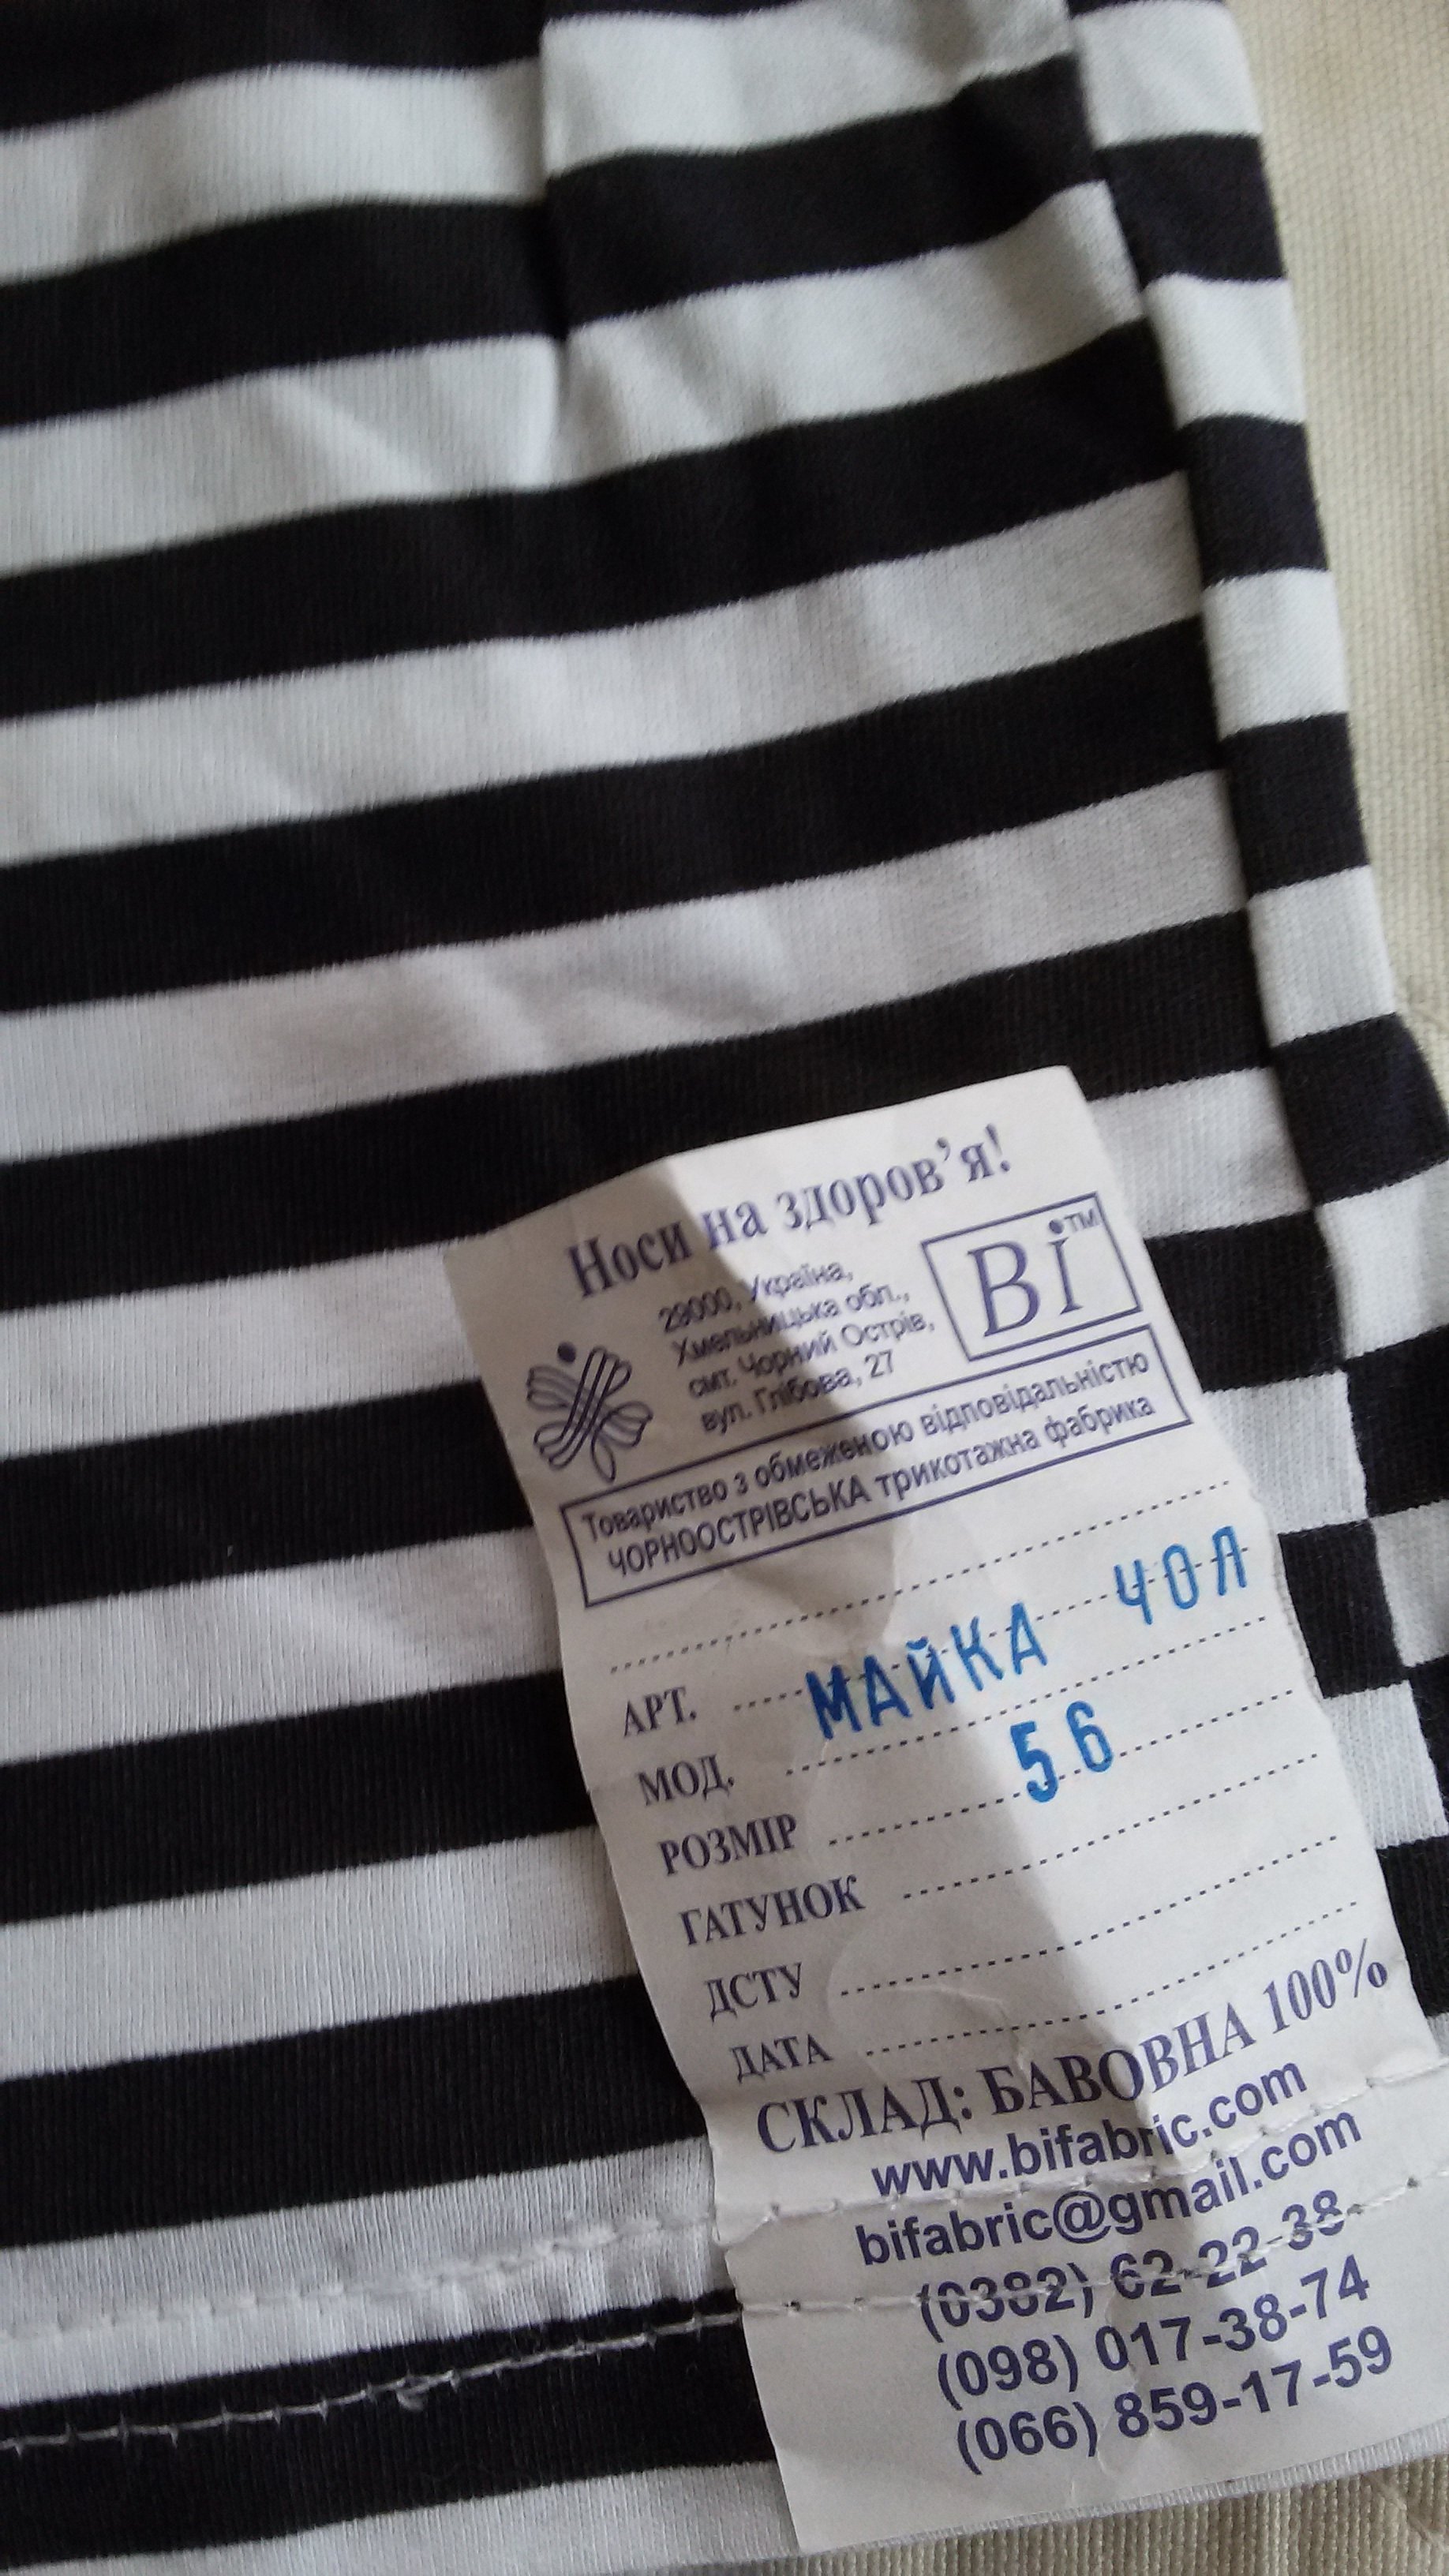 Носи на здоров’я!
29000, Україна,
Хмельницька обл.,
смт. Чорний Острів,
вул. Глібова, 27
Ві™
Товариство з обмеженою відповідальністю
ЧОРНООСТРІВСЬКА трикотажна фабрика
АРТ. МАЙКА ЧОЛ
МОД.
РОЗМІР 56
ҐАТУНОК
ДСТУ
ДАТА
СКЛАД: БАВОВНА 100%
www.bifabric.com
bifabric@gmail.com
(0382) 62-22-38
(098) 017-38-74
(066) 859-17-59